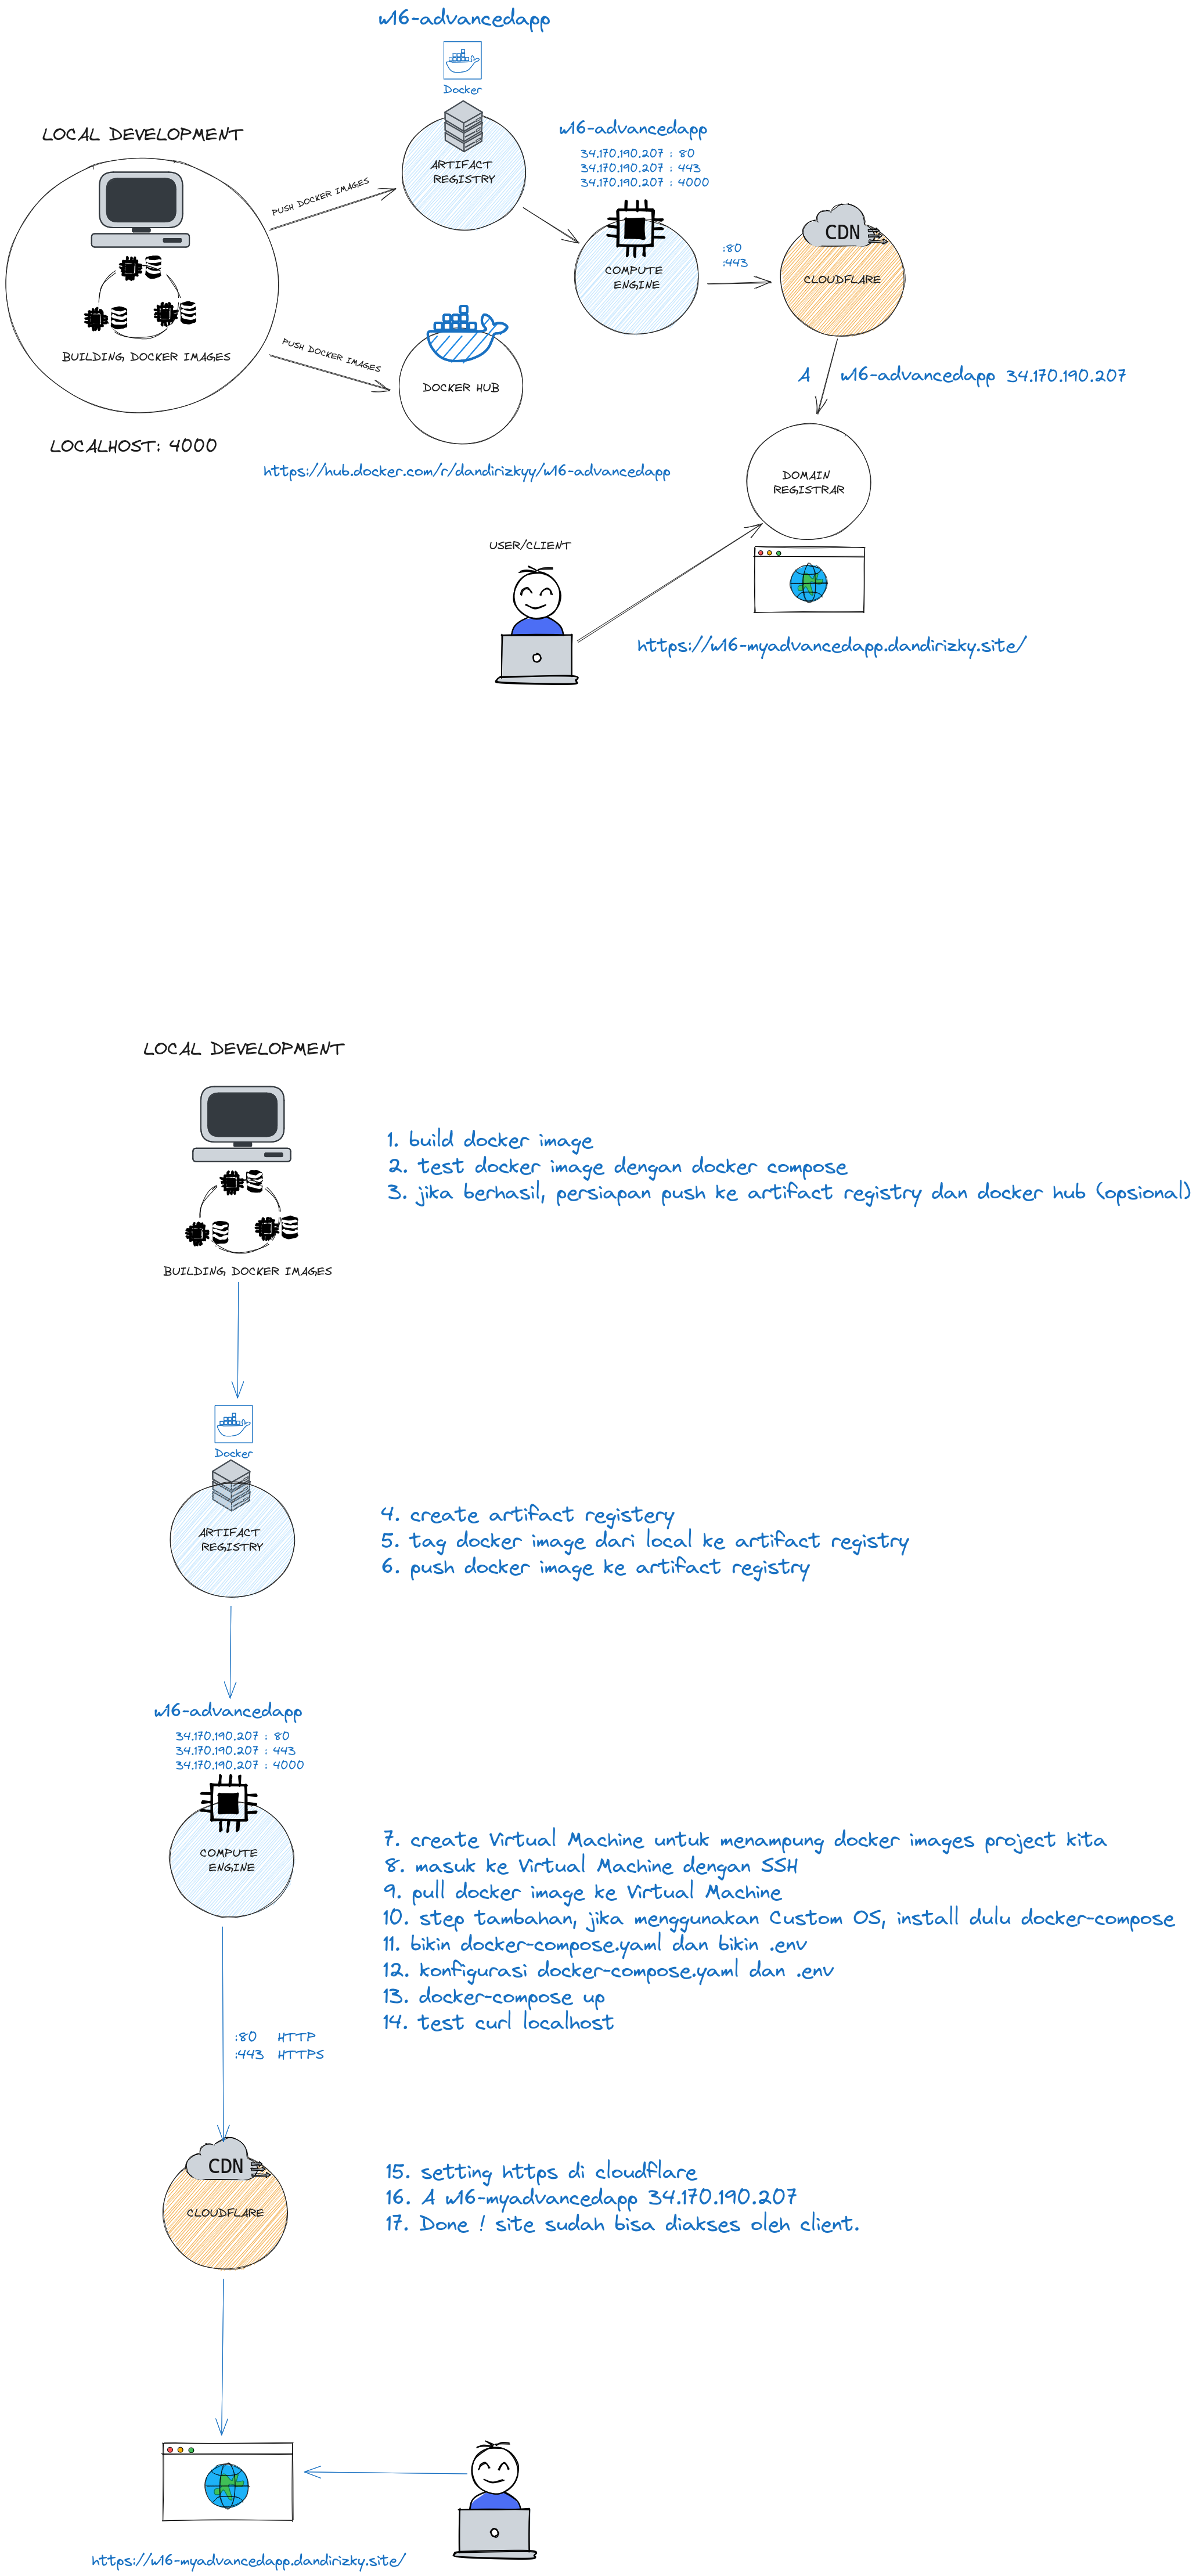 w16-advancedapp
Docker
LOCAL DEVELOPMENT
ARTIFACT
REGISTRY
w16-advancedapp
34.170.190.207 : 80
34.170.190.207 : 443
34.170.190.207 : 4000
PUSH DOCKER IMAGES
COMPUTE
ENGINE
:80
:443
CDN
CLOUDFLARE
BUILDING DOCKER IMAGES
PUSH DOCKER IMAGES
DOCKER HUB
A w16-advancedapp 34.170.190.207
LOCALHOST: 4000
https://hub.docker.com/r/dandirizkyy/w16-advancedapp
DOMAIN
REGISTRAR
USER/CLIENT
https://w16-myadvancedapp.dandirizky.site/
LOCAL DEVELOPMENT
1. build docker image
2. test docker image dengan docker compose
3. jika berhasil, persiapan push ke artifact registry dan docker hub (opsional)
BUILDING DOCKER IMAGES
Docker
ARTIFACT
REGISTRY
4. create artifact registery
5. tag docker image dari local ke artifact registry
6. push docker image ke artifact registry
w16-advancedapp
34.170.190.207 : 80
34.170.190.207 : 443
34.170.190.207 : 4000
COMPUTE
ENGINE
7. create Virtual Machine untuk menampung docker images project kita
8. masuk ke Virtual Machine dengan SSH
9. pull docker image ke Virtual Machine
10. step tambahan, jika menggunakan Custom OS, install dulu docker-compose
11. bikin docker-compose.yaml dan bikin .env
12. konfigurasi docker-compose.yaml dan .env
13. docker-compose up
14. test curl localhost
:80 HTTP
:443 HTTPS
CDN
CLOUDFLARE
15. setting https di cloudflare
16. A w16-myadvancedapp 34.170.190.207
17. Done ! site sudah bisa diakses oleh client.
https://w16-myadvancedapp.dandirizky.site/